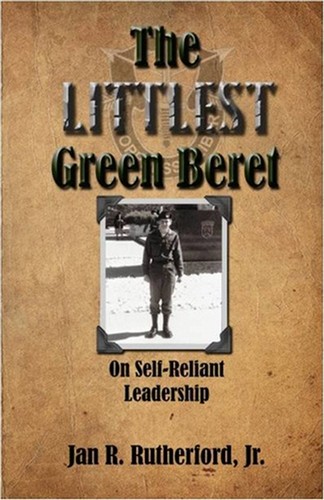 The
LITTLEST
Green Beret
On Self-Reliant
Leadership
Jan R. Rutherford, Jr.